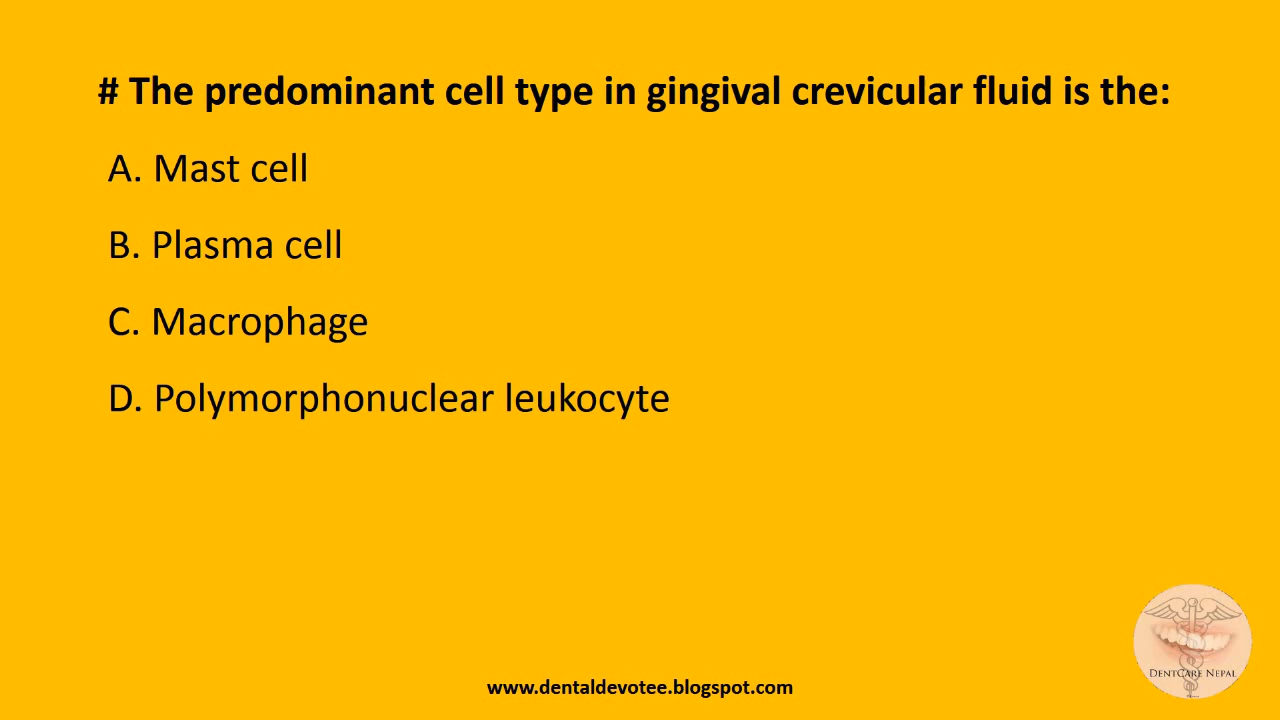 # The predominant cell type in gingival crevicular fluid is the:
A. Mast cell
B. Plasma cell
C. Macrophage
D. Polymorphonuclear leukocyte
DentCare Nepal
www.dentaldevotee.blogspot.com